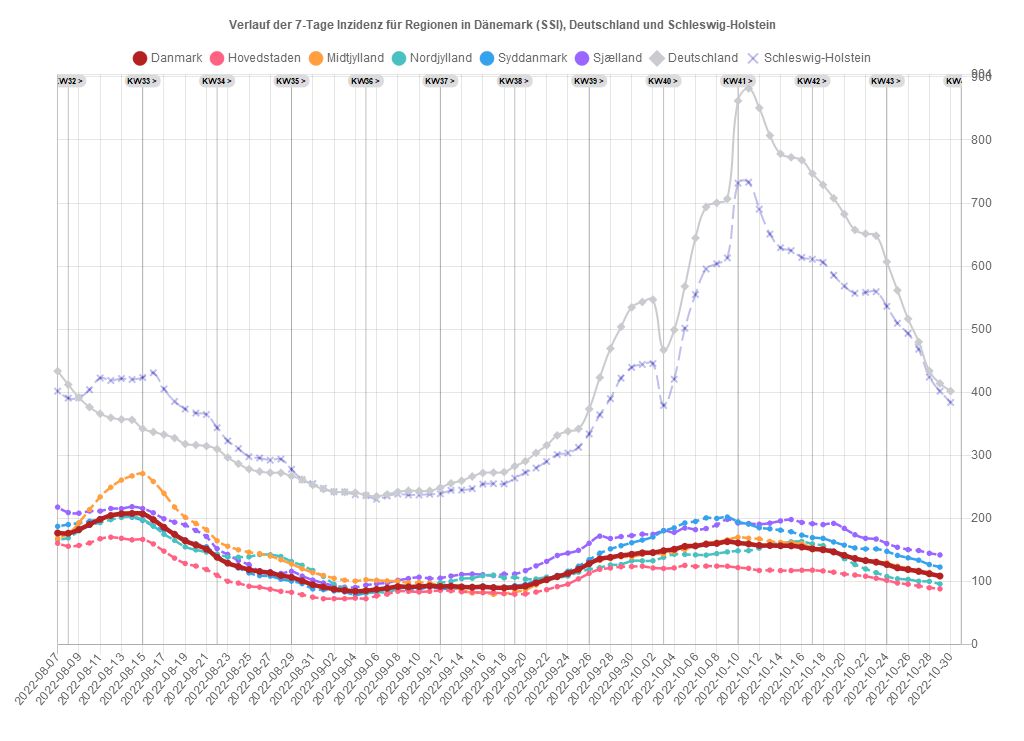 Verlauf der 7-Tage Inzidenz für Regionen in Dänemark (SSI), Deutschland und Schleswig-Holstein
Danmark Hovedstaden Midtjylland Nordjylland Syddanmark Sjælland Deutschland Schleswig-Holstein
KW33 > KW34 > KW35 > KW36 > KW37 > KW38 > KW39 > KW40 > KW41 > KW42 > KW43 >
904
900
800
700
600
500
400
300
200
100
0
2022-08-07 2022-08-09 2022-08-11 2022-08-13 2022-08-15 2022-08-17 2022-08-19 2022-08-21 2022-08-23 2022-08-25 2022-08-27 2022-08-29 2022-08-31 2022-09-02 2022-09-04 2022-09-06 2022-09-08 2022-09-10 2022-09-12 2022-09-14 2022-09-16 2022-09-18 2022-09-20 2022-09-22 2022-09-24 2022-09-26 2022-09-28 2022-09-30 2022-10-02 2022-10-04 2022-10-06 2022-10-08 2022-10-10 2022-10-12 2022-10-14 2022-10-16 2022-10-18 2022-10-20 2022-10-22 2022-10-24 2022-10-26 2022-10-28 2022-10-30